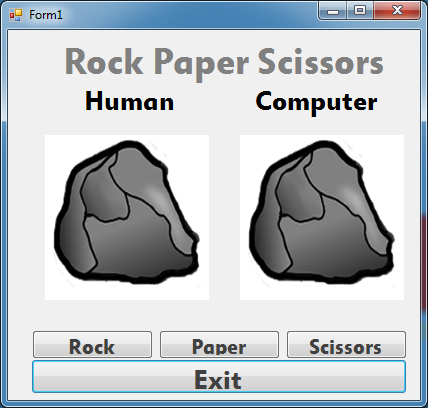 Form1
Rock Paper Scissors
Human Computer
Rock Paper Scissors
Exit